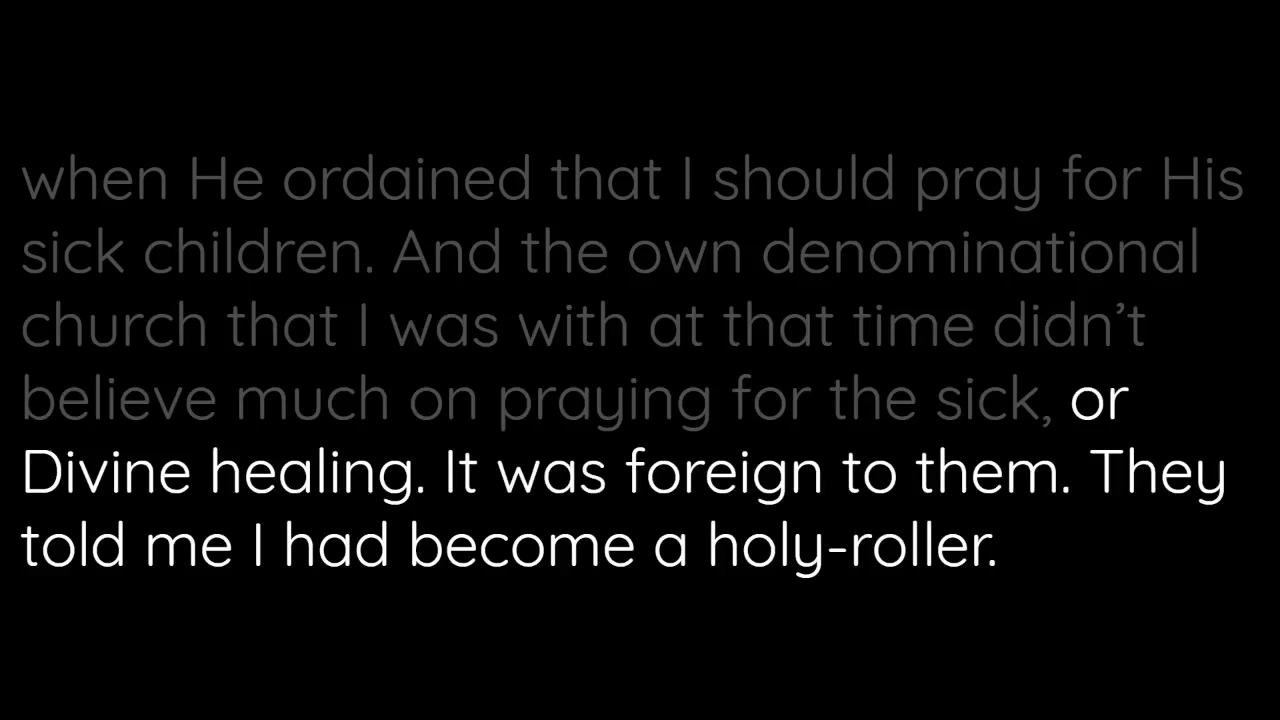 when He ordained that I should pray for His
sick children. And the own denominational
church that I was with at that time didn’t
believe much on praying for the sick, or
Divine healing. It was foreign to them. They
told me I had become a holy-roller.